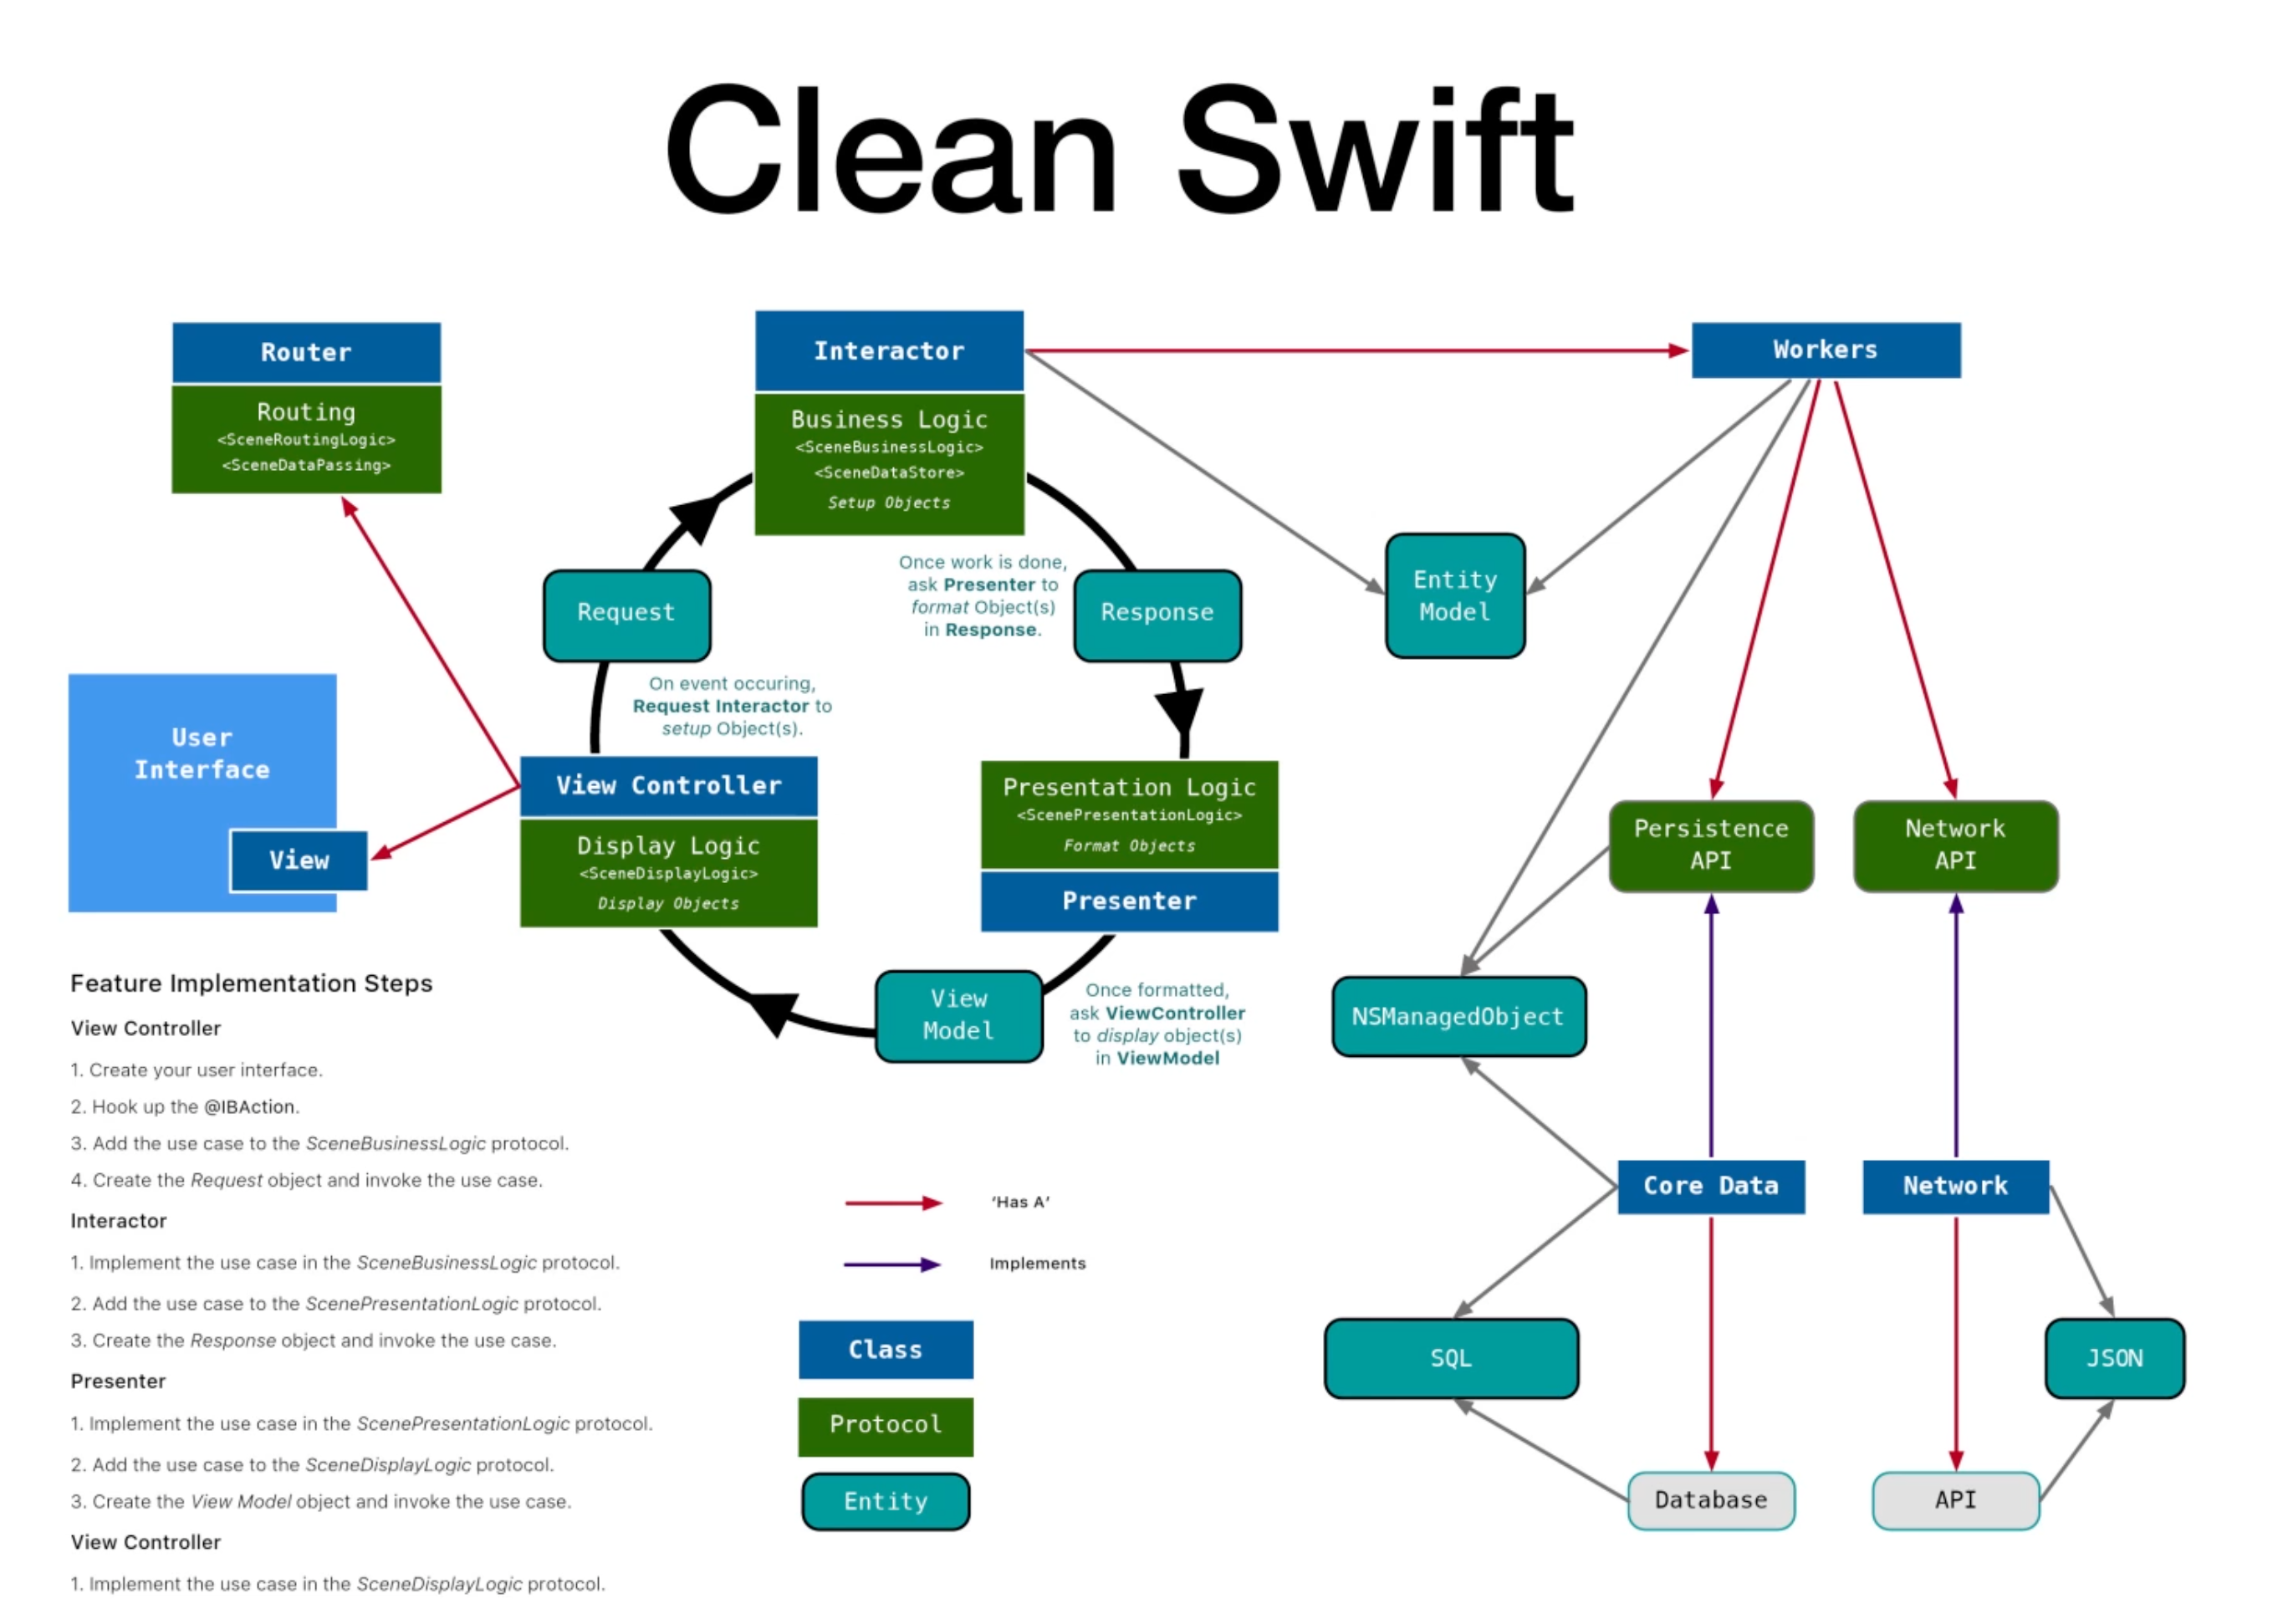 Clean Swift
Router
Routing
<SceneRoutingLogic>
<SceneDataPassing>
Interactor
Business Logic
<SceneBusinessLogic>
<SceneDataStore>
Setup Objects
Workers
Request
Once work is done,
ask Presenter to
format Object(s)
in Response.
Response
Entity
Model
On event occuring,
Request Interactor to
setup Object(s).
User
Interface
View
View Controller
Display Logic
<SceneDisplayLogic>
Display Objects
Presentation Logic
<ScenePresentationLogic>
Format Objects
Presenter
Persistence
API
Network
API
View
Model
Once formatted,
ask ViewController
to display object(s)
in ViewModel
NSManagedObject
Core Data
Network
SQL
JSON
Database
API
Feature Implementation Steps
View Controller
1. Create your user interface.
2. Hook up the @IBAction.
3. Add the use case to the SceneBusinessLogic protocol.
4. Create the Request object and invoke the use case.
Interactor
1. Implement the use case in the SceneBusinessLogic protocol.
2. Add the use case to the ScenePresentationLogic protocol.
3. Create the Response object and invoke the use case.
Presenter
1. Implement the use case in the ScenePresentationLogic protocol.
2. Add the use case to the SceneDisplayLogic protocol.
3. Create the View Model object and invoke the use case.
View Controller
1. Implement the use case in the SceneDisplayLogic protocol.
‘Has A’
Implements
Class
Protocol
Entity